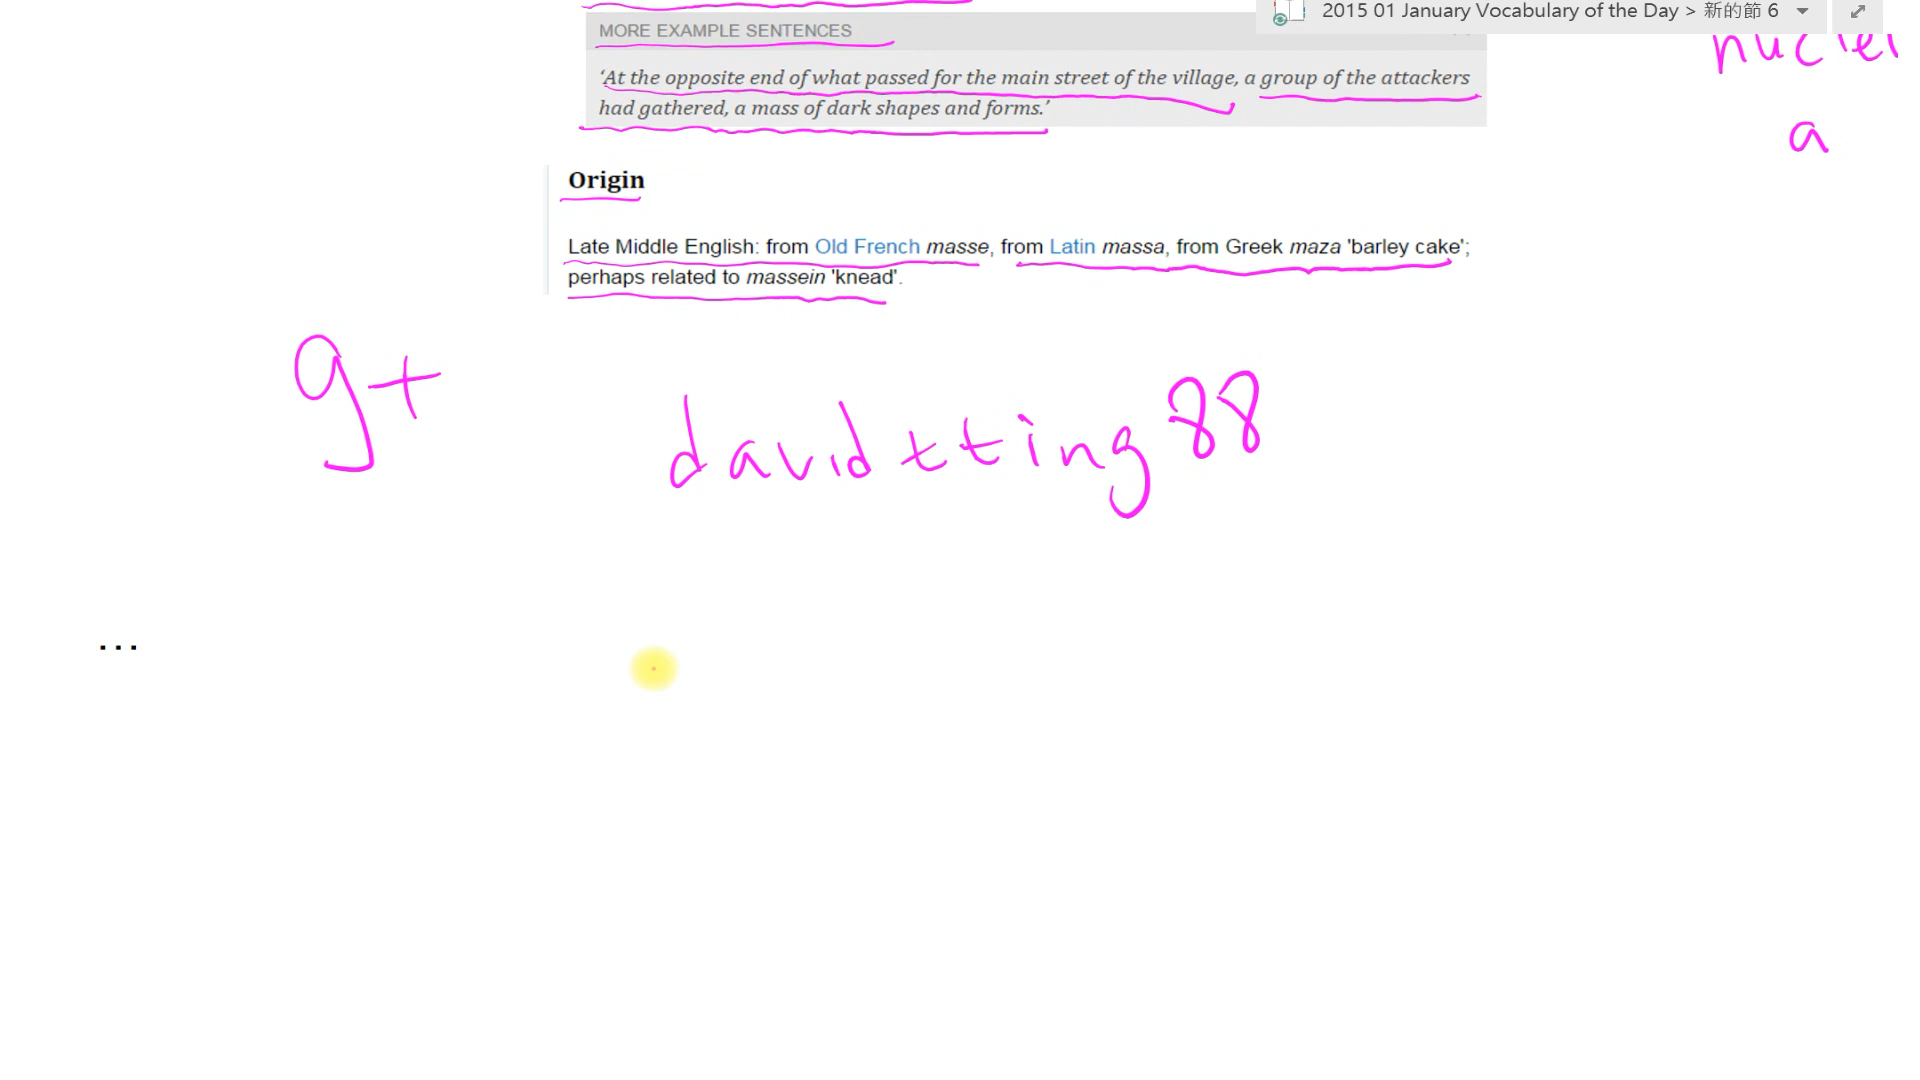 2015 01 January Vocabulary of the Day > 新的節 6
MORE EXAMPLE SENTENCES
‘At the opposite end of what passed for the main street of the village, a group of the attackers
had gathered, a mass of dark shapes and forms.’
a
Origin
Late Middle English: from Old French masse, from Latin massa, from Greek maza 'barley cake';
perhaps related to massein 'knead'.
g+
davidtting88
...